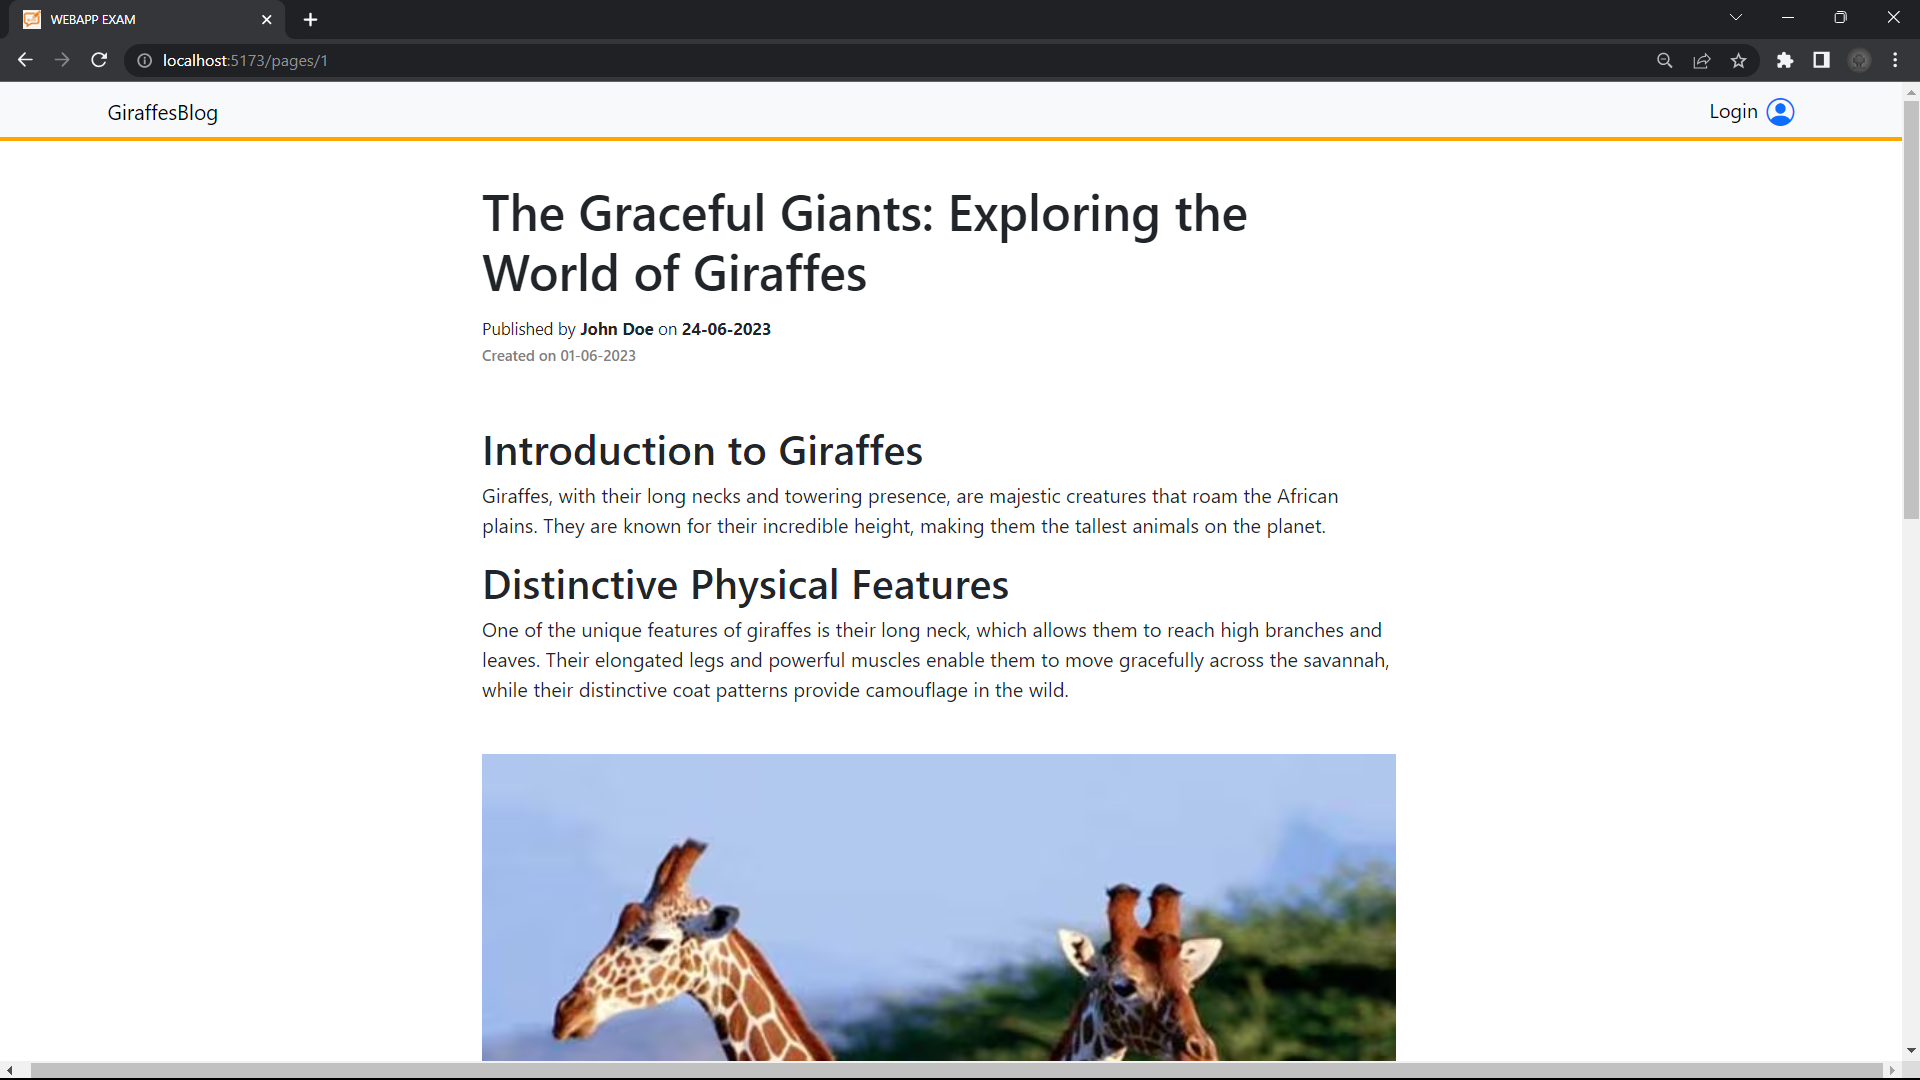 WEBAPP EXAM
localhost:5173/pages/1
GiraffesBlog
Login
The Graceful Giants: Exploring the
World of Giraffes
Published by John Doe on 24-06-2023
Created on 01-06-2023
Introduction to Giraffes
Giraffes, with their long necks and towering presence, are majestic creatures that roam the African
plains. They are known for their incredible height, making them the tallest animals on the planet.
Distinctive Physical Features
One of the unique features of giraffes is their long neck, which allows them to reach high branches and
leaves. Their elongated legs and powerful muscles enable them to move gracefully across the savannah,
while their distinctive coat patterns provide camouflage in the wild.